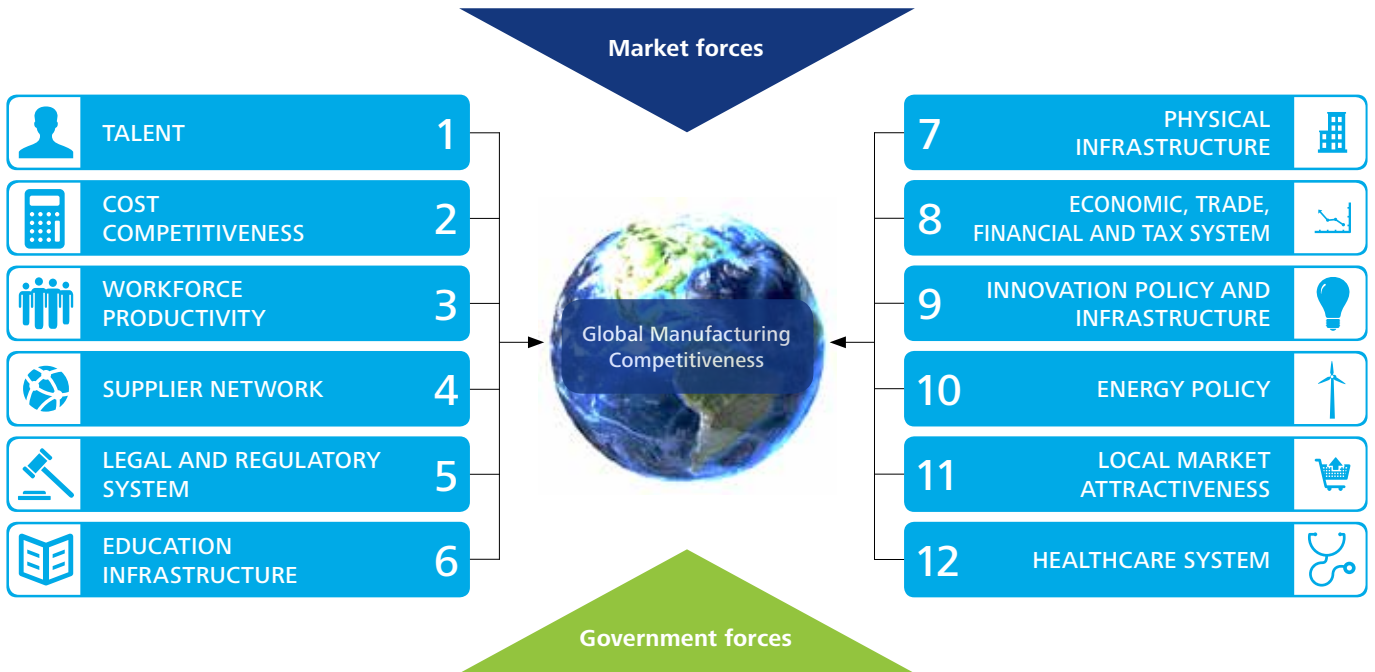 Market forces
TALENT
1
COST
COMPETITIVENESS
2
WORKFORCE
PRODUCTIVITY
3
SUPPLIER NETWORK
4
LEGAL AND REGULATORY
SYSTEM
5
EDUCATION
INFRASTRUCTURE
6
Global Manufacturing
Competitiveness
7
PHYSICAL
INFRASTRUCTURE
8
ECONOMIC, TRADE,
FINANCIAL AND TAX SYSTEM
9
INNOVATION POLICY AND
INFRASTRUCTURE
10
ENERGY POLICY
11
LOCAL MARKET
ATTRACTIVENESS
12
HEALTHCARE SYSTEM
Government forces